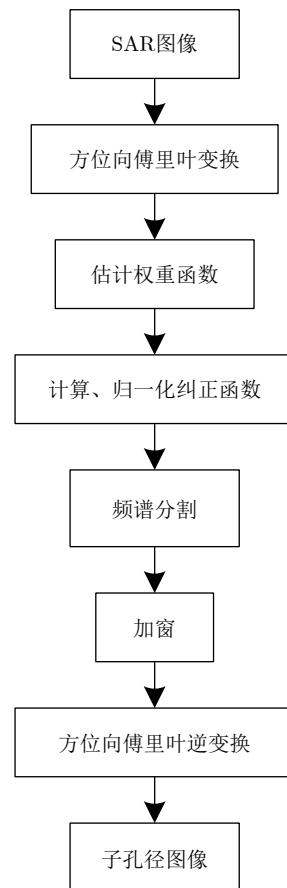 SAR图像
方位向傅里叶变换
估计权重函数
计算、归一化纠正函数
频谱分割
加窗
方位向傅里叶逆变换
子孔径图像